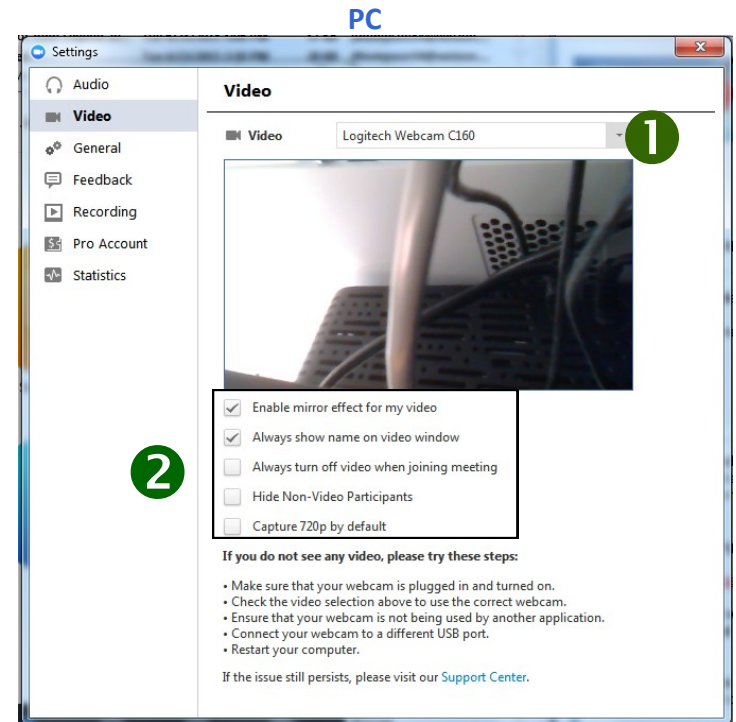 PC
Settings
x
Audio
Video
General
Feedback
Recording
Pro Account
Statistics
Video
Video Logitech Webcam C160
1
2
Enable mirror effect for my video
Always show name on video window
Always turn off video when joining meeting
Hide Non-Video Participants
Capture 720p by default
If you do not see any video, please try these steps:
• Make sure that your webcam is plugged in and turned on.
• Check the video selection above to use the correct webcam.
• Ensure that your webcam is not being used by another application.
• Connect your webcam to a different USB port.
• Restart your computer.
If the issue still persists, please visit our Support Center.